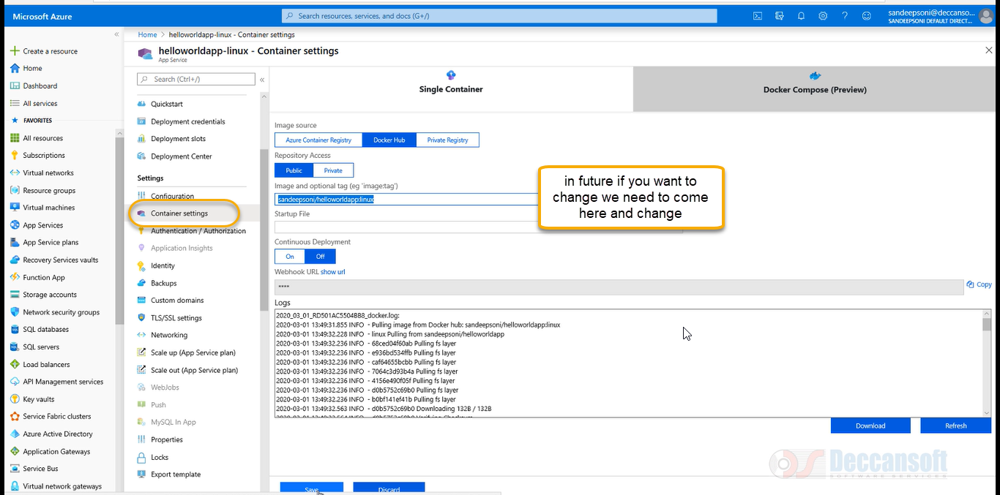 Microsoft Azure
Search resources, services, and docs (G+/)
sandeepsoni@deccanso...
SANDEEPSONI DEFAULT DIRECT...
«
Create a resource
Home
Dashboard
All services
FAVORITES
All resources
Subscriptions
Virtual networks
Resource groups
Virtual machines
App Services
App Service plans
Recovery Services vaults
Function App
Storage accounts
Network security groups
SQL databases
SQL servers
Load balancers
API Management services
Key vaults
Service Fabric clusters
Azure Active Directory
Application Gateways
Service Bus
Virtual network gateways
Home > helloworldapp-linux - Container settings
helloworldapp-linux - Container settings
App Service
Search (Ctrl+/)
«
Quickstart
Deployment credentials
Deployment slots
Deployment Center
Settings
Configuration
Container settings
Authentication / Authorization
Application Insights
Identity
Backups
Custom domains
TLS/SSL settings
Networking
Scale up (App Service plan)
Scale out (App Service plan)
WebJobs
Push
MySQL In App
Properties
Locks
Export template
Single Container
Docker Compose (Preview)
Image source
Azure Container Registry Docker Hub Private Registry
Repository Access
Public Private
Image and optional tag (eg 'image:tag')
sandeepsoni/helloworldapp:linux
Startup File
in future if you want to
change we need to come
here and change
Continuous Deployment
On Off
Webhook URL show url
****
Copy
Logs
2020_03_01_RD501AC5504BB8_docker.log:
2020-03-01 13:49:31.855 INFO - Pulling image from Docker hub: sandeepsoni/helloworldapp:linux
2020-03-01 13:49:32.228 INFO - linux Pulling from sandeepsoni/helloworldapp
2020-03-01 13:49:32.236 INFO - 68ced04f60ab Pulling fs layer
2020-03-01 13:49:32.236 INFO - e936bd534ffb Pulling fs layer
2020-03-01 13:49:32.236 INFO - caf64655bcbb Pulling fs layer
2020-03-01 13:49:32.236 INFO - 7064c3d93b4a Pulling fs layer
2020-03-01 13:49:32.236 INFO - 4156e490f05f Pulling fs layer
2020-03-01 13:49:32.236 INFO - d0b5752c69b0 Pulling fs layer
2020-03-01 13:49:32.236 INFO - b0bf141ef41b Pulling fs layer
2020-03-01 13:49:32.563 INFO - d0b5752c69b0 Downloading 132B / 132B
Download Refresh
Deccansoft
SOFTWARE SERVICES
Save Discard